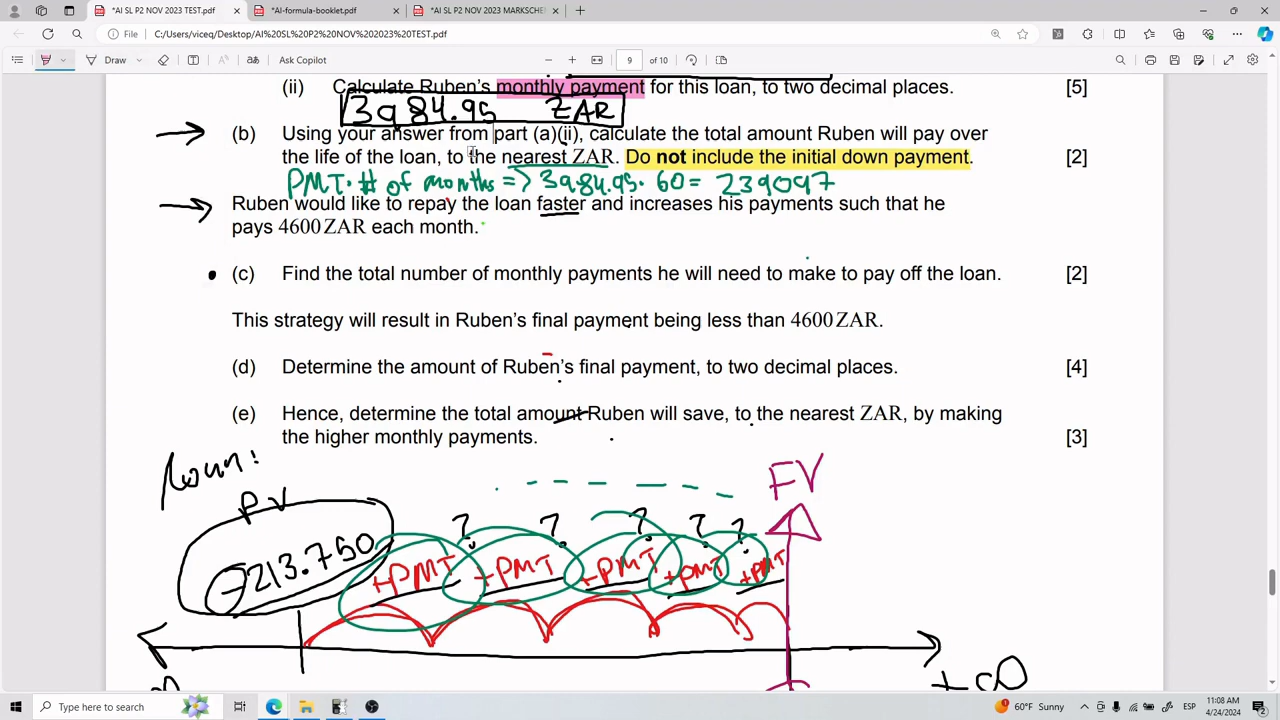 *AI SL P2 NOV 2023 TEST.pdf
*AI-formula-booklet.pdf
*AI SL P2 NOV 2023 MARKSCHE
File
C:/Users/viceq/AI%20SL%20P2%20NOV%202023%20TEST.pdf
Draw
Ask Copilot
9 of 10
(ii) Calculate Ruben's monthly payment for this loan, to two decimal places. [5]
3984.95 ZAR
(b) Using your answer from part (a)(ii), calculate the total amount Ruben will pay over
the life of the loan, to the nearest ZAR. Do not include the initial down payment. [2]
PMT · # of months => 3984.95 · 60 = 239097
Ruben would like to repay the loan faster and increases his payments such that he
pays 4600 ZAR each month.
(c) Find the total number of monthly payments he will need to make to pay off the loan. [2]
This strategy will result in Ruben's final payment being less than 4600 ZAR.
(d) Determine the amount of Ruben's final payment, to two decimal places. [4]
(e) Hence, determine the total amount Ruben will save, to the nearest ZAR, by making
the higher monthly payments. [3]
Loan:
PV
FV
? ? ? ? ?
-213.750 +PMT +PMT +PMT +PMT +PMT
+∞
Type here to search
60°F Sunny
ESP
11:08 AM
4/24/2024